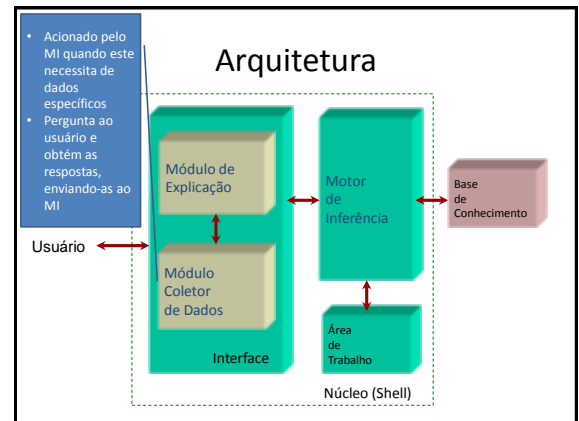 • Acionado pelo
MI quando este
necessita de
dados
específicos
• Pergunta ao
usuário e
obtém as
respostas,
enviando-as ao
MI
Arquitetura
Módulo de
Explicação
Motor
de
Inferência
Base
de
Conhecimento
Usuário
Módulo
Coletor
de Dados
Interface
Área
de
Trabalho
Núcleo (Shell)